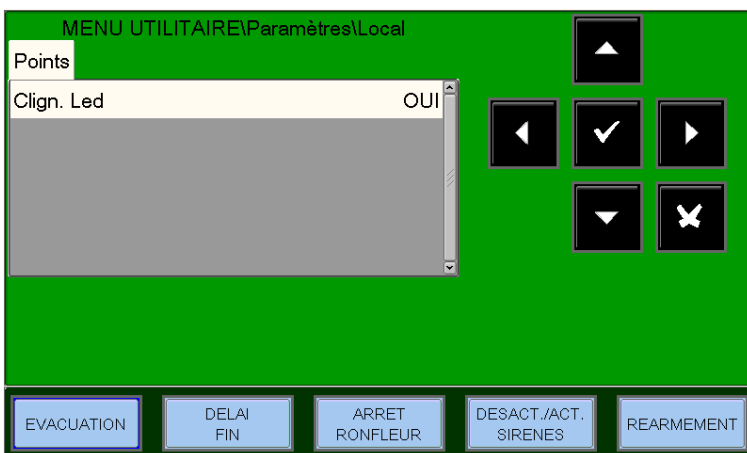 MENU UTILITAIRE\Paramètres\Local
Points
Clign. Led OUI
EVACUATION
DELAI
FIN
ARRET
RONFLEUR
DESACT./ACT.
SIRENES
REARMEMENT